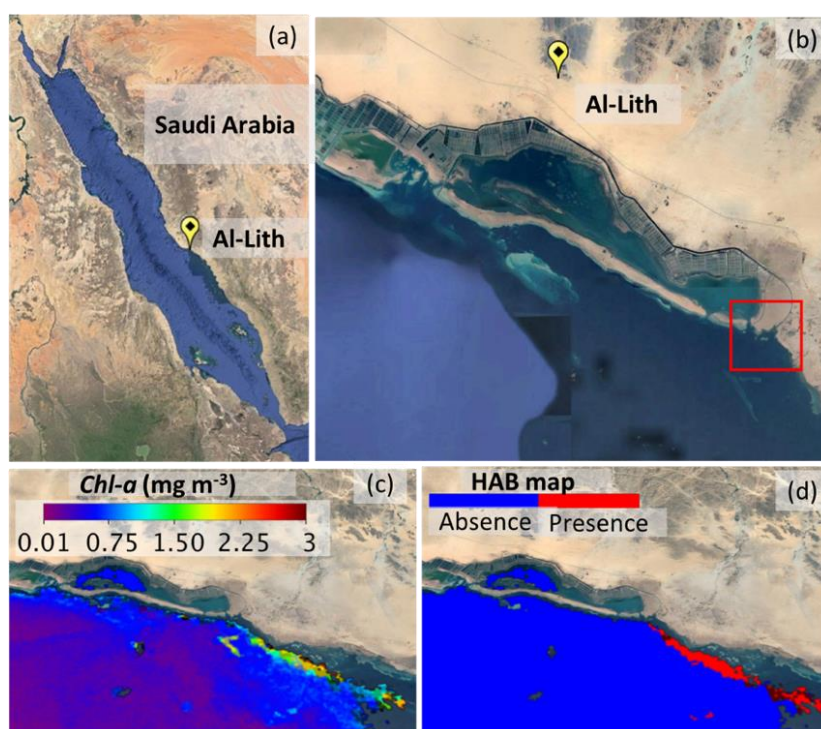 (a)
Saudi Arabia
Al-Lith
(b)
Al-Lith
Chl-a (mg m-3)
(c)
0.01 0.75 1.50 2.25 3
HAB map
(d)
Absence Presence